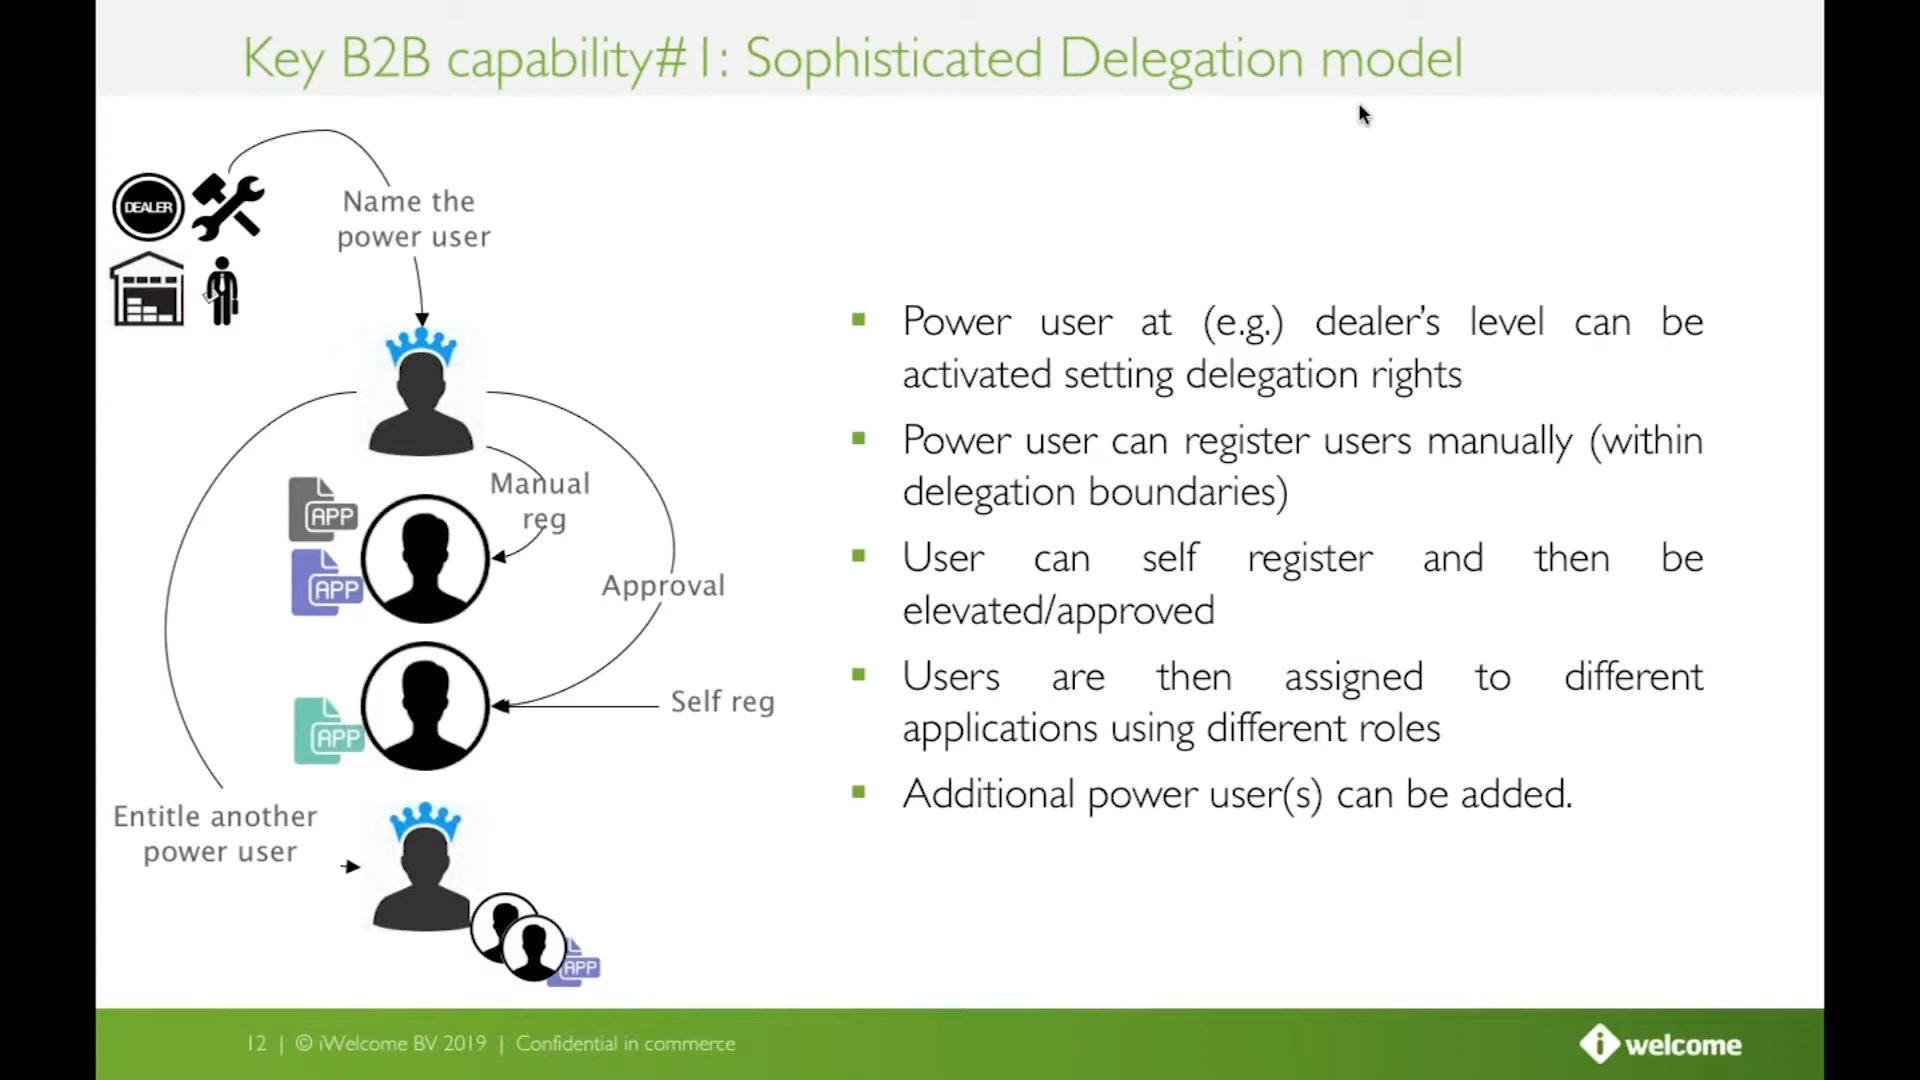 Key B2B capability#1: Sophisticated Delegation model
DEALER
Name the
power user
Manual
reg
APP
APP
Approval
APP
Self reg
Entitle another
power user
APP
Power user at (e.g.) dealer's level can be
activated setting delegation rights
Power user can register users manually (within
delegation boundaries)
User can self register and then be
elevated/approved
Users are then assigned to different
applications using different roles
Additional power user(s) can be added.
12 | © iWelcome BV 2019 | Confidential in commerce
i welcome